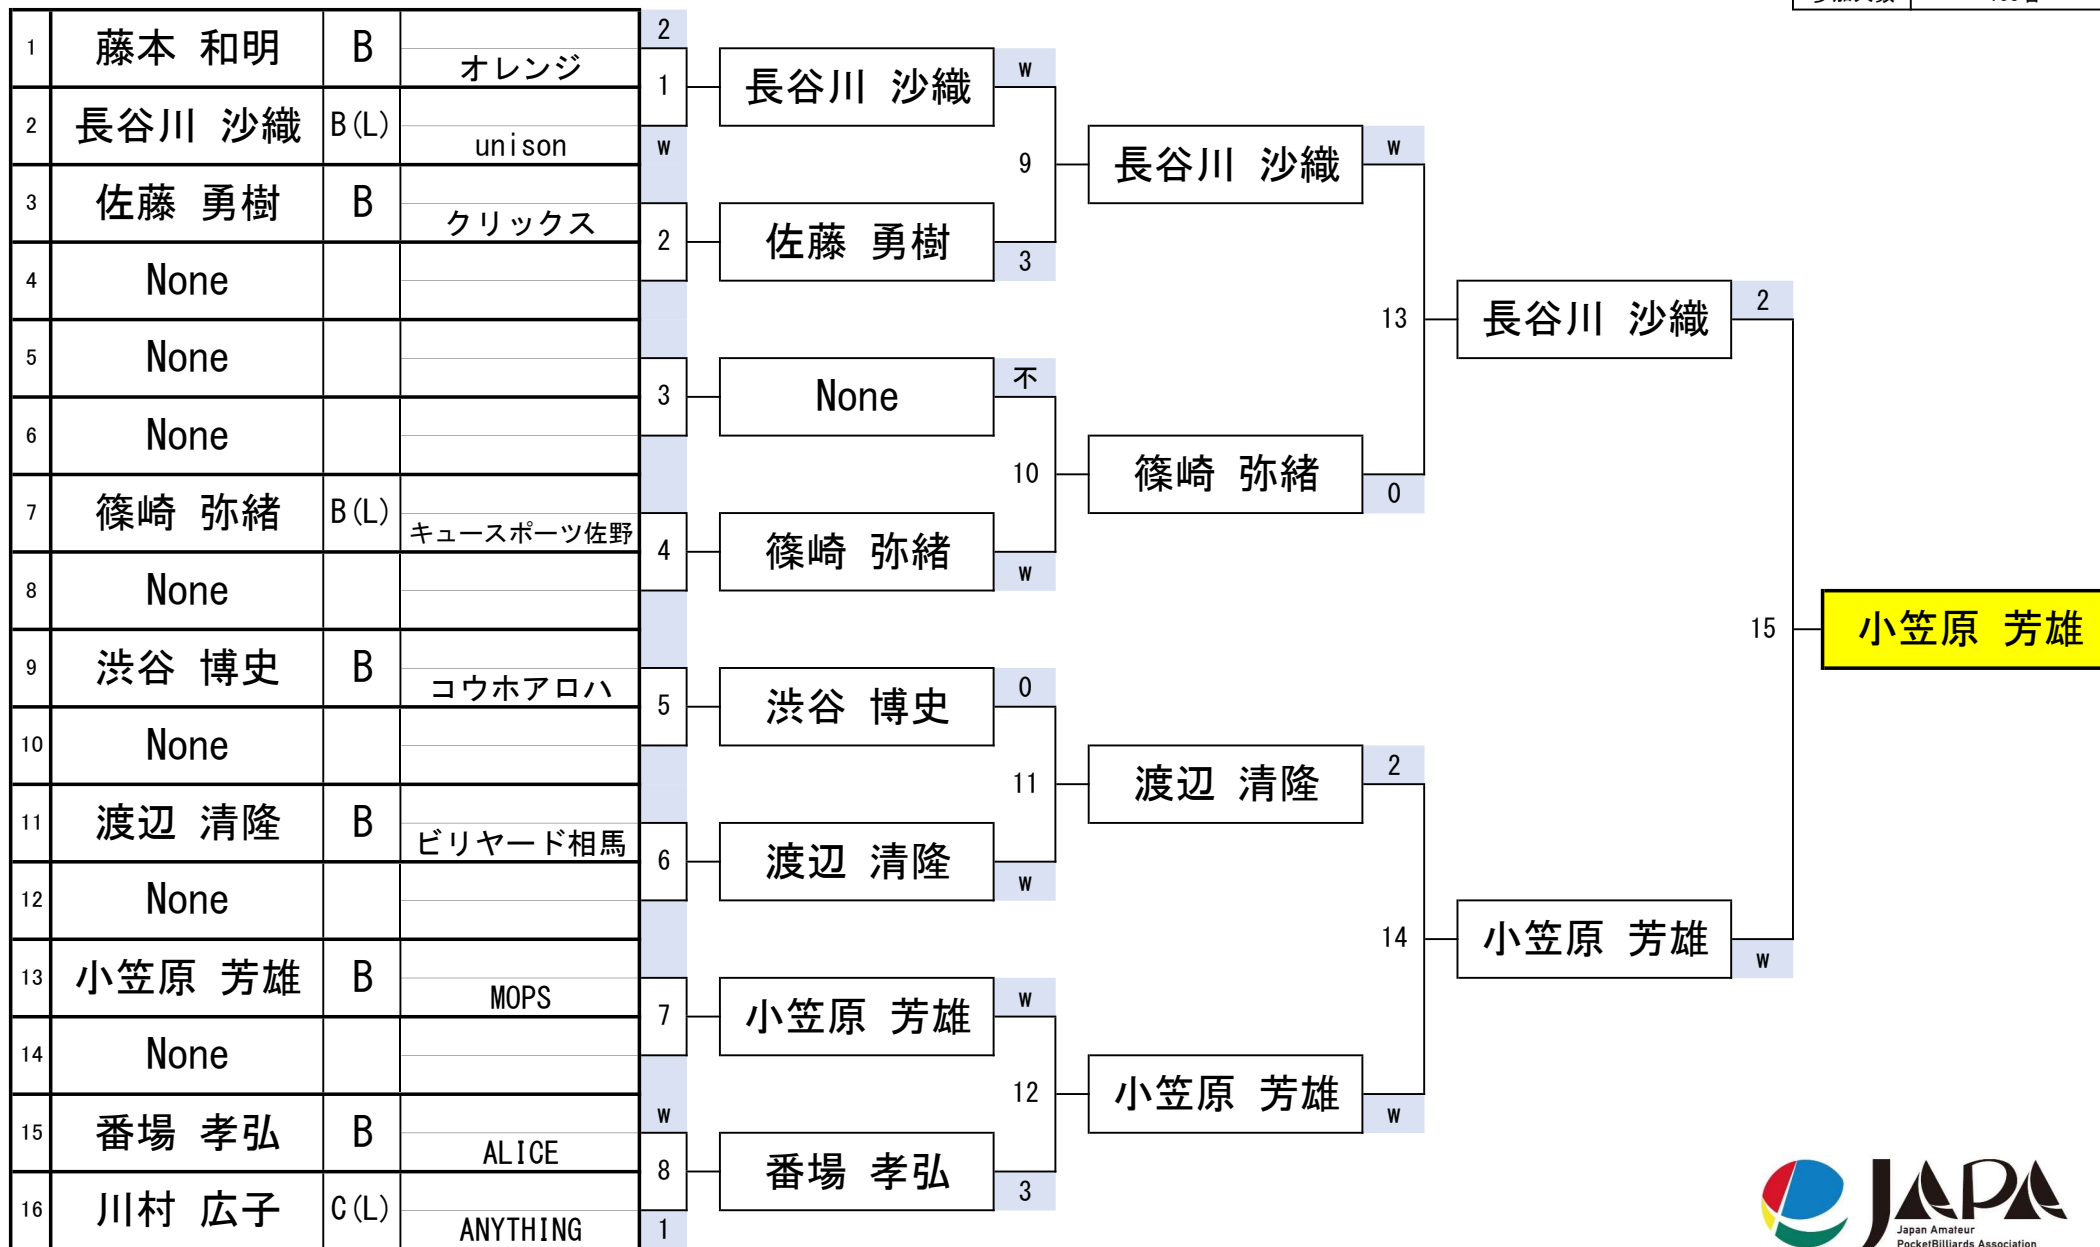 1 藤本 和明 B オレンジ 2
2 長谷川 沙織 B(L) unison W
1 長谷川 沙織 W
3 佐藤 勇樹 B クリックス
4 None
2 佐藤 勇樹 3
9 長谷川 沙織 W
5 None
6 None
3 None 不
7 篠崎 弥緒 B(L) キュースポーツ佐野
8 None
4 篠崎 弥緒 W
10 篠崎 弥緒 0
13 長谷川 沙織 2
9 渋谷 博史 B コウホアロハ
10 None
5 渋谷 博史 0
11 渡辺 清隆 B ビリヤード相馬
12 None
6 渡辺 清隆 W
11 渡辺 清隆 2
13 小笠原 芳雄 B MOPS
14 None
7 小笠原 芳雄 W
15 番場 孝弘 B ALICE W
16 川村 広子 C(L) ANYTHING 1
8 番場 孝弘 3
12 小笠原 芳雄 W
14 小笠原 芳雄 W
15 小笠原 芳雄
JAPA
Japan Amateur
PocketBilliards Association